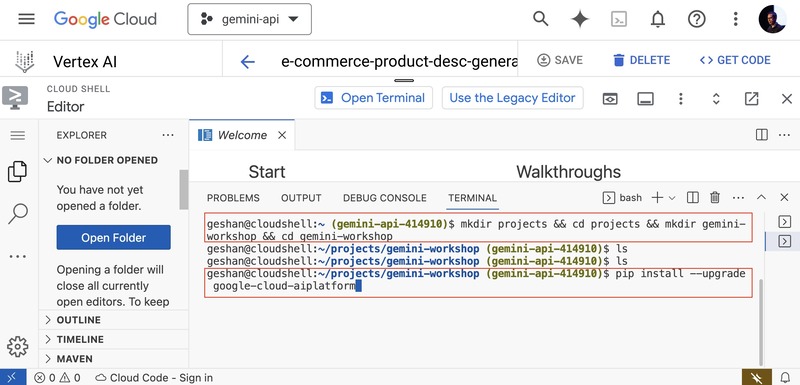 Google Cloud
gemini-api
Vertex AI
e-commerce-product-desc-genera
SAVE
DELETE
GET CODE
CLOUD SHELL
Editor
Open Terminal
Use the Legacy Editor
EXPLORER
Welcome
NO FOLDER OPENED
You have not yet
opened a folder.
Open Folder
Opening a folder will
close all currently
open editors. To keep
OUTLINE
TIMELINE
MAVEN
Start
Walkthroughs
PROBLEMS
OUTPUT
DEBUG CONSOLE
TERMINAL
bash
geshan@cloudshell:~ (gemini-api-414910)$ mkdir projects && cd projects && mkdir gemini-
workshop && cd gemini-workshop
geshan@cloudshell:~/projects/gemini-workshop (gemini-api-414910)$ ls
geshan@cloudshell:~/projects/gemini-workshop (gemini-api-414910)$ ls
geshan@cloudshell:~/projects/gemini-workshop (gemini-api-414910)$ pip install --upgrade
google-cloud-aiplatform
0 0
Cloud Code - Sign in